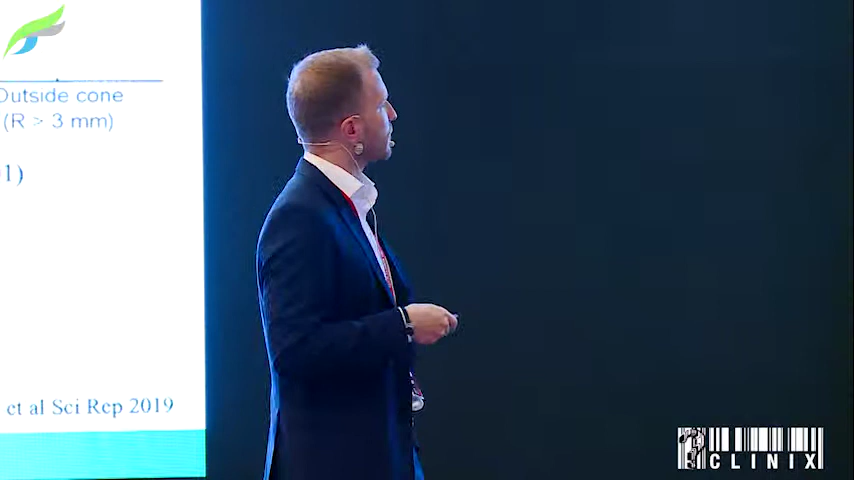 Outside cone
(R > 3 mm)
1)
et al Sci Rep 2019
CLINIX